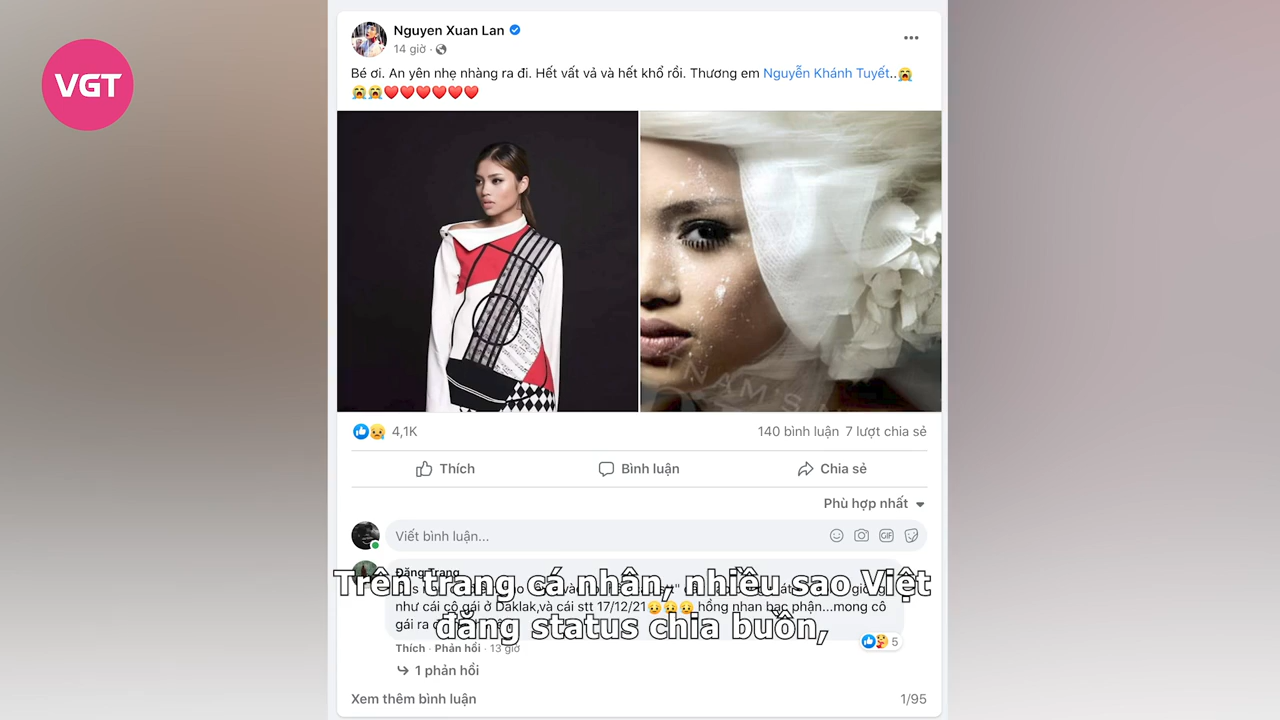 VGT
Nguyen Xuan Lan
14 giờ ·
Bé ơi. An yên nhẹ nhàng ra đi. Hết vất vả và hết khổ rồi. Thương em Nguyễn Khánh Tuyết..😭
😭😭❤️❤️❤️❤️❤️❤️
4,1K
140 bình luận 7 lượt chia sẻ
Thích
Bình luận
Chia sẻ
Phù hợp nhất
Viết bình luận...
GIF
Đặng Trang
Trên trang cá nhân, nhiều sao Việt
như cái cô gái ở Daklak,và cái stt 17/12/21😥😥😥 hồng nhan bạc phận...mong cô
gái ra
đăng status chia buồn,
5
Thích · Phản hồi · 13 giờ
1 phản hồi
Xem thêm bình luận
1/95